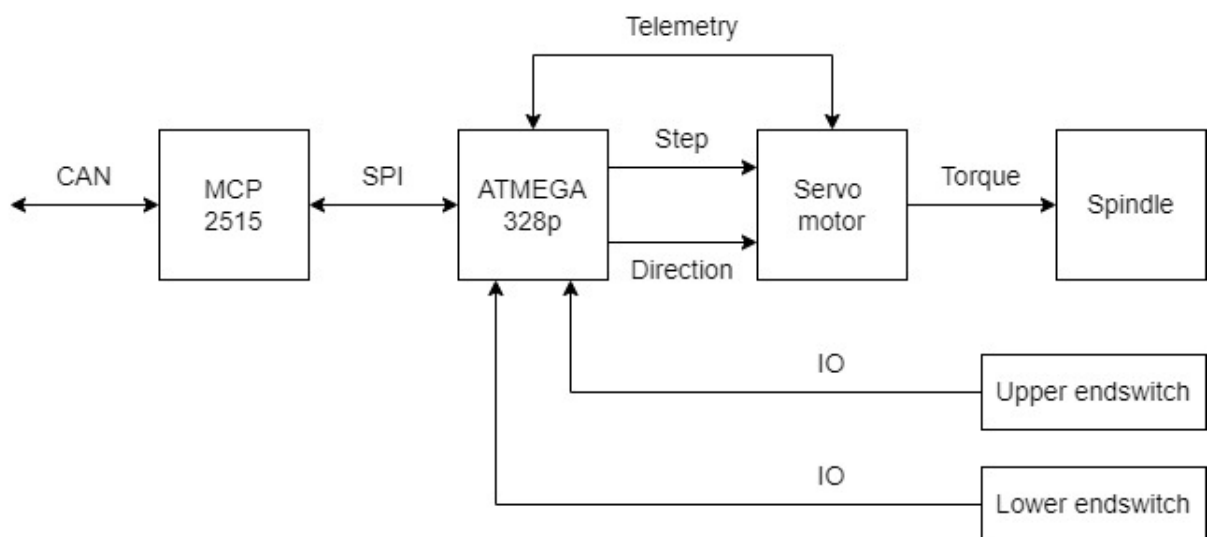 Telemetry
CAN
MCP
2515
SPI
ATMEGA
328p
Step
Direction
Servo
motor
Torque
Spindle
IO
Upper endswitch
IO
Lower endswitch